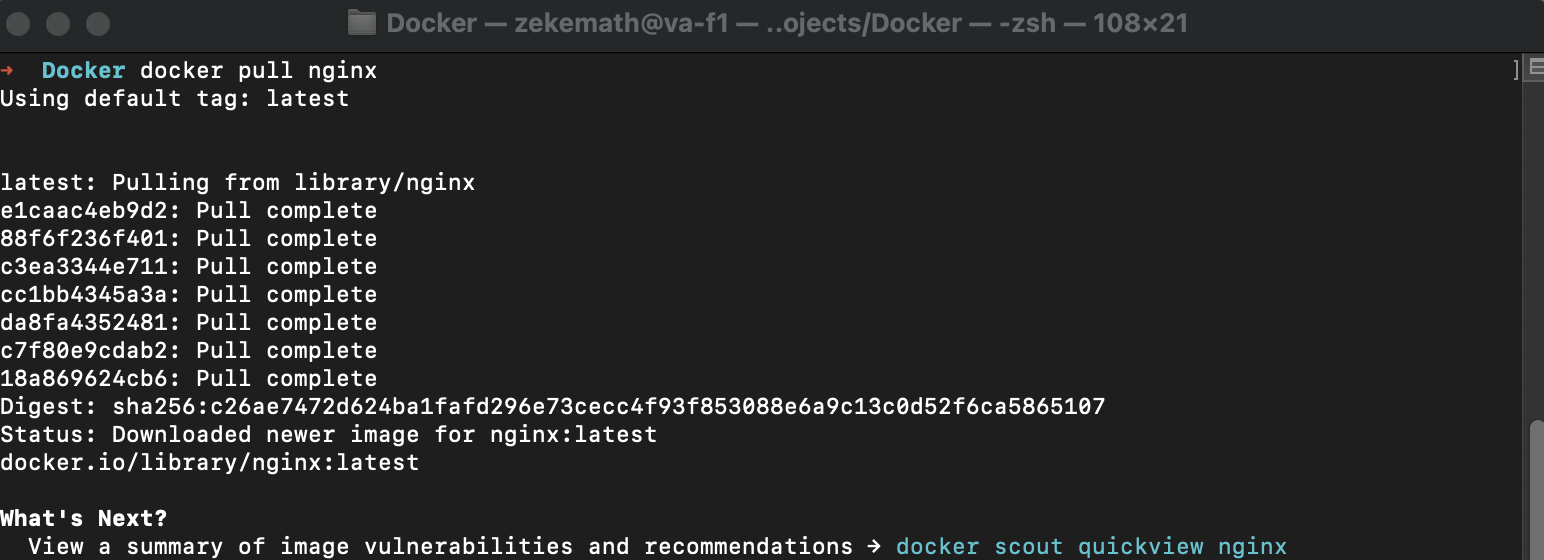 Docker — zekemath@va-f1 — ..ojects/Docker — -zsh — 108×21
→ Docker docker pull nginx ]
Using default tag: latest
latest: Pulling from library/nginx
e1caac4eb9d2: Pull complete
88f6f236f401: Pull complete
c3ea3344e711: Pull complete
cc1bb4345a3a: Pull complete
da8fa4352481: Pull complete
c7f80e9cdab2: Pull complete
18a869624cb6: Pull complete
Digest: sha256:c26ae7472d624ba1fafd296e73cecc4f93f853088e6a9c13c0d52f6ca5865107
Status: Downloaded newer image for nginx:latest
docker.io/library/nginx:latest
What's Next?
View a summary of image vulnerabilities and recommendations → docker scout quickview nginx